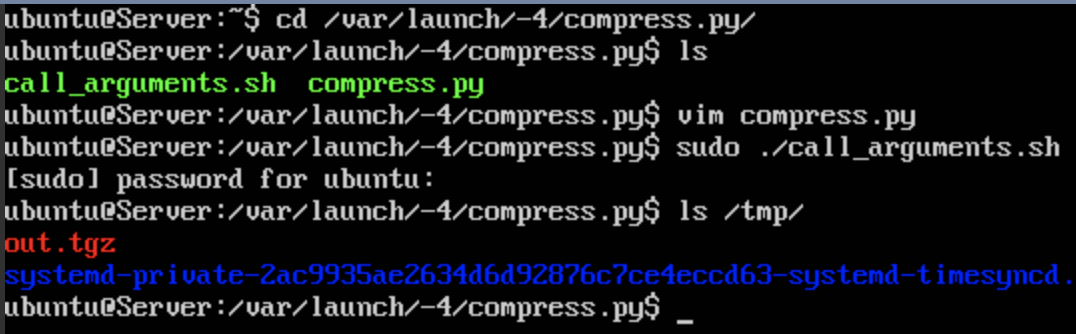 ubuntu@Server:~$ cd /var/launch/-4/compress.py/
ubuntu@Server:/var/launch/-4/compress.py$ ls
call_arguments.sh  compress.py
ubuntu@Server:/var/launch/-4/compress.py$ vim compress.py
ubuntu@Server:/var/launch/-4/compress.py$ sudo ./call_arguments.sh
[sudo] password for ubuntu:
ubuntu@Server:/var/launch/-4/compress.py$ ls /tmp/
out.tgz
systemd-private-2ac9935ae2634d6d92876c7ce4eccd63-systemd-timesyncd.
ubuntu@Server:/var/launch/-4/compress.py$ _